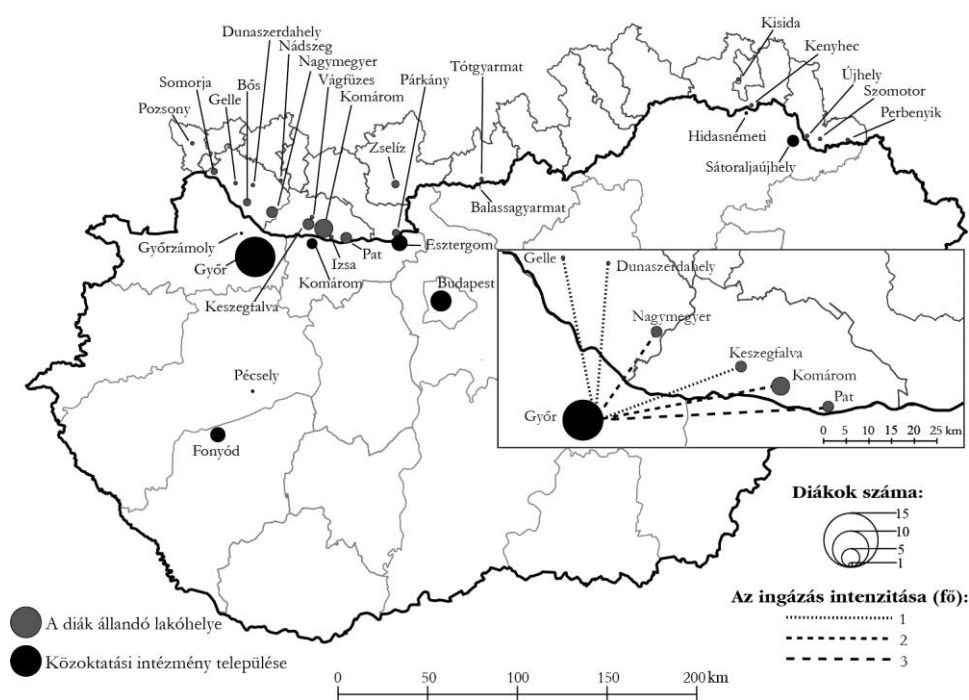 Dunaszerdahely
Nádszeg
Nagymegyer
Vágfüzes
Komárom
Párkány
Tótgyarmat
Kisida
Kenyhec
Újhely
Szomotor
Perbenyik
Somorja
Gelle
Bős
Pozsony
Zselíz
Hidasnémeti
Sátoraljaújhely
Balassagyarmat
Győrzámoly
Győr
Keszegfalva
Komárom
Izsa
Pat
Esztergom
Budapest
Pécsely
Fonyód
Gelle
Dunaszerdahely
Nagymegyer
Keszegfalva
Komárom
Pat
Győr
0 5 10 15 20 25 km
Diákok száma:
15
10
5
1
Az ingázás intenzitása (fő):
1
2
3
A diák állandó lakóhelye
Közoktatási intézmény települése
0 50 100 150 200 km